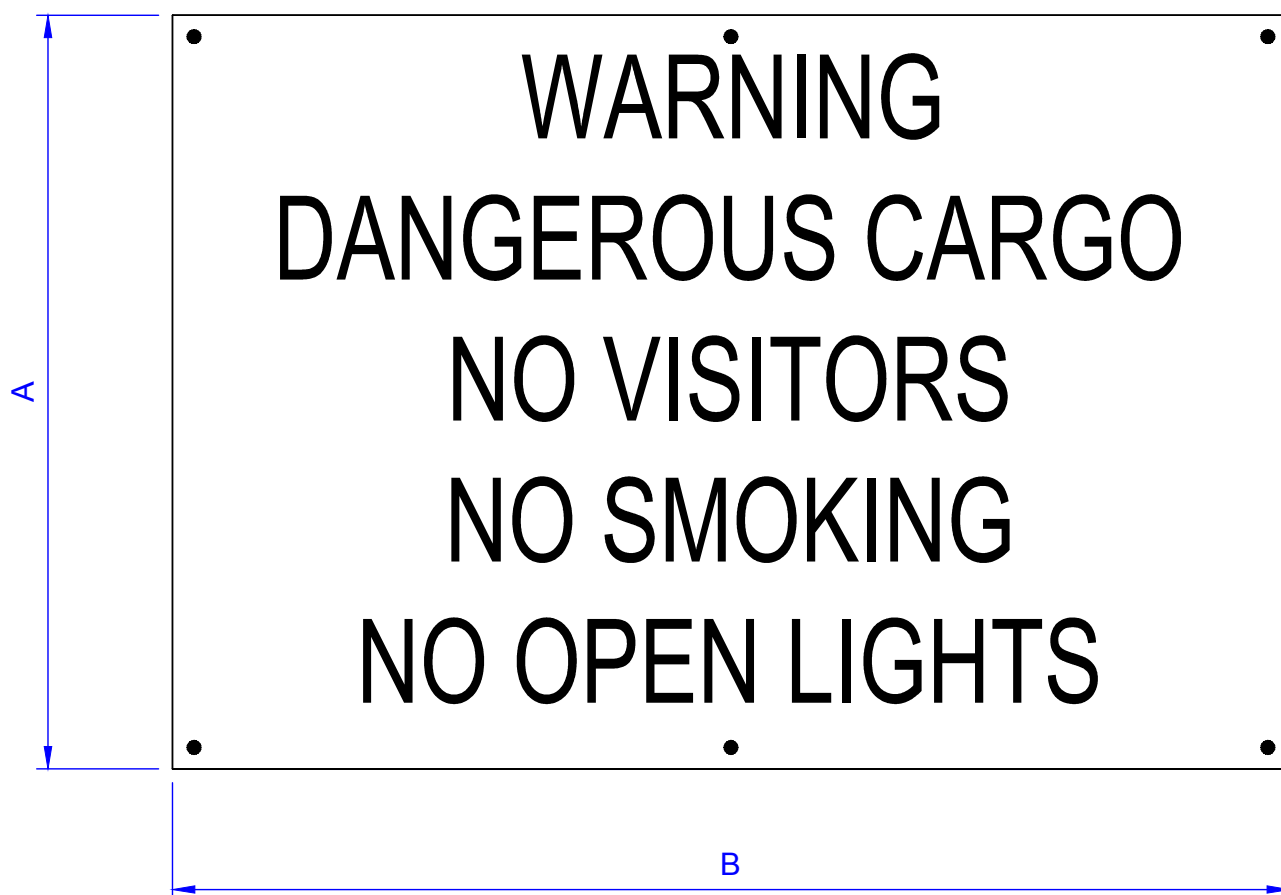 WARNING
DANGEROUS CARGO
NO VISITORS
NO SMOKING
NO OPEN LIGHTS
A
B